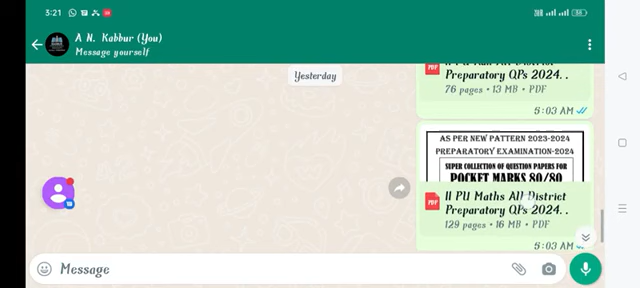 3:21
A N. Kabbur (You)
Message yourself
Yesterday
Preparatory QPs 2024. .
76 pages • 13 MB • PDF
5:03 AM
AS PER NEW PATTERN 2023-2024
PREPARATORY EXAMINATION-2024
SUPER COLLECTION OF QUESTION PAPERS FOR
POCKET MARKS 80/80
PDF
II PU Maths All District
Preparatory QPs 2024. .
129 pages • 16 MB • PDF
5:03 AM
Message